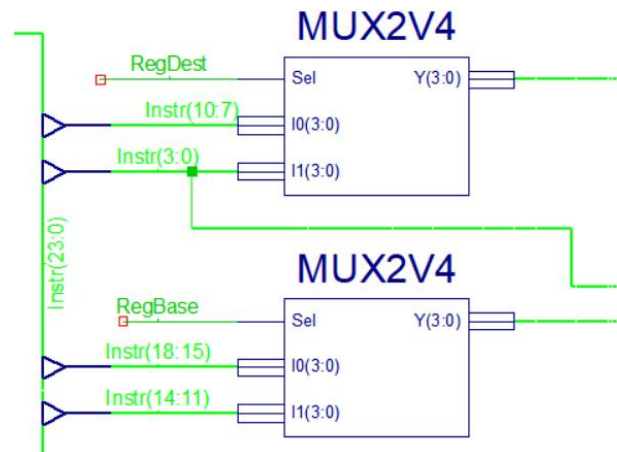 MUX2V4
RegDest
Sel
Y(3:0)
Instr(10:7)
I0(3:0)
Instr(3:0)
I1(3:0)
Instr(23:0)
MUX2V4
RegBase
Sel
Y(3:0)
Instr(18:15)
I0(3:0)
Instr(14:11)
I1(3:0)